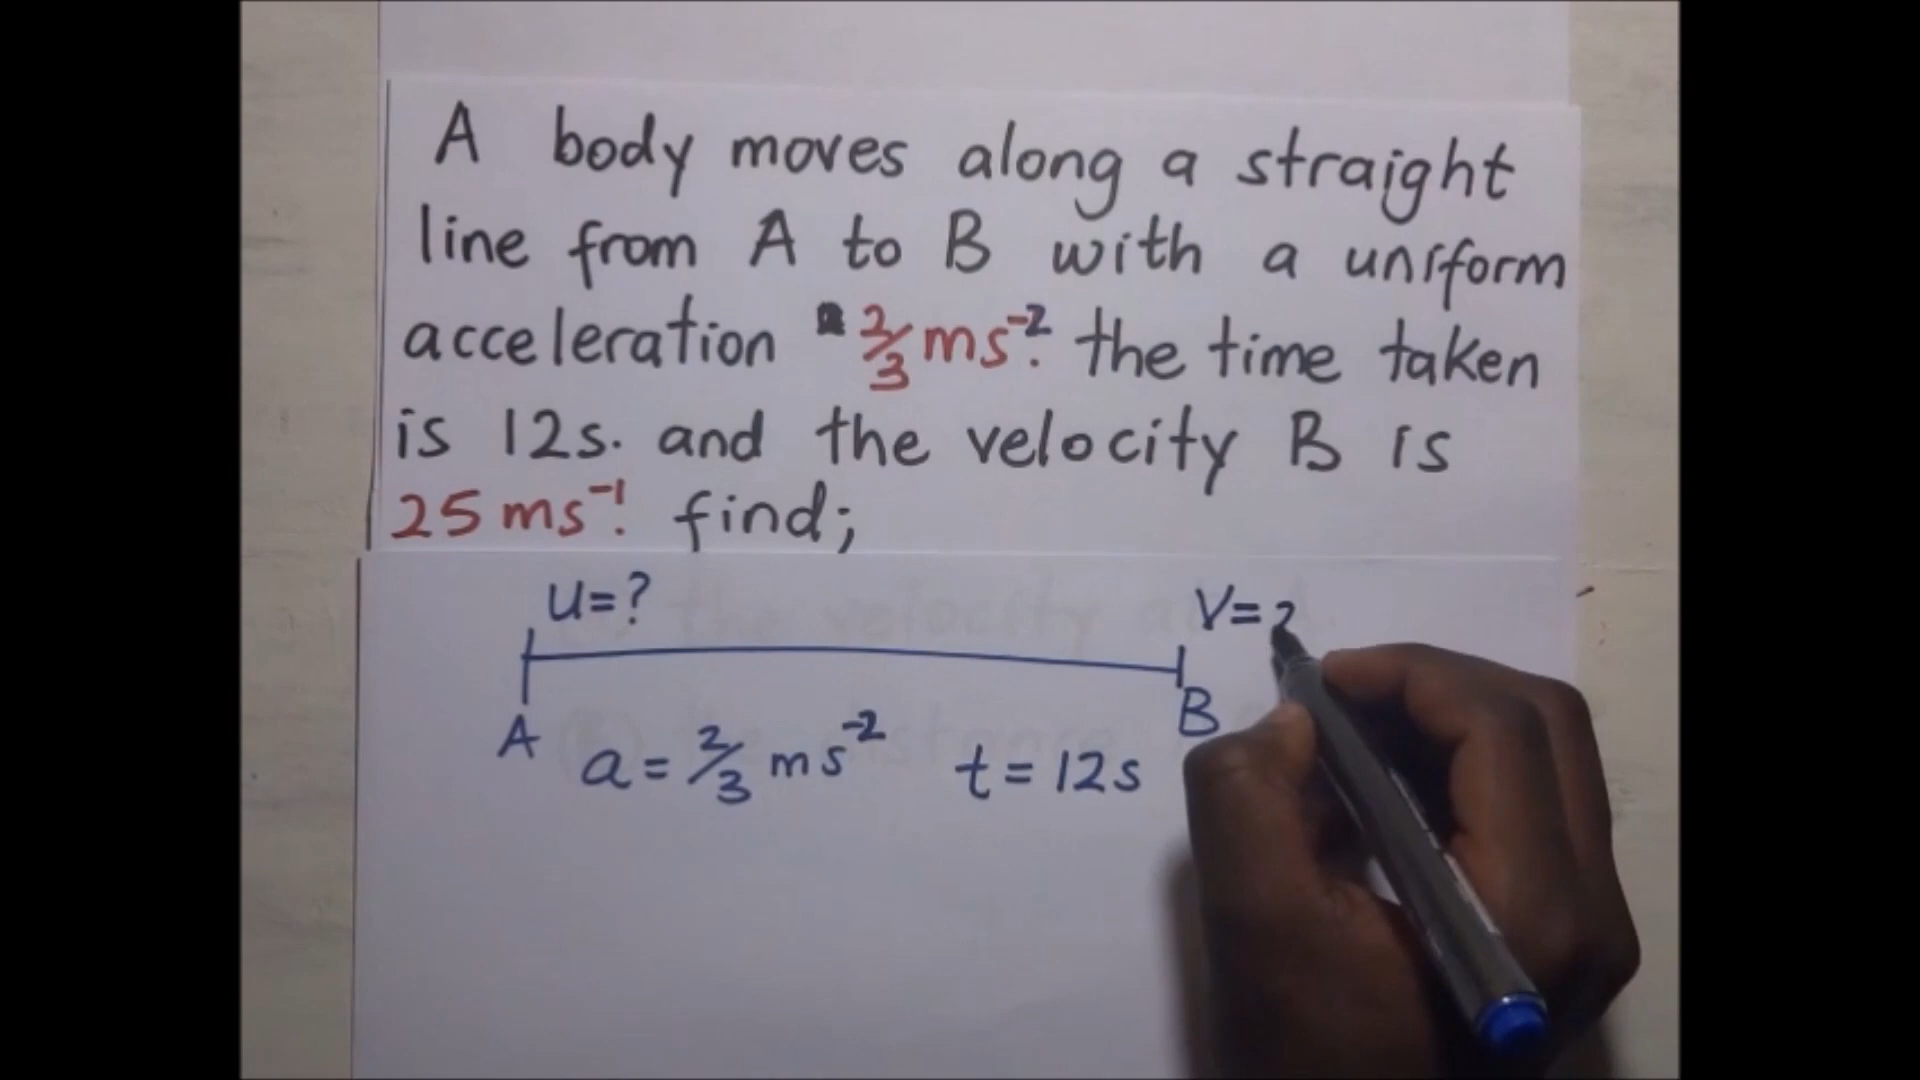 A body moves along a straight
line from A to B with a uniform
acceleration 2/3 ms⁻². the time taken
is 12s. and the velocity B is
25 ms⁻¹. find;
u=? V=2
A B
a = 2/3 ms⁻² t = 12s